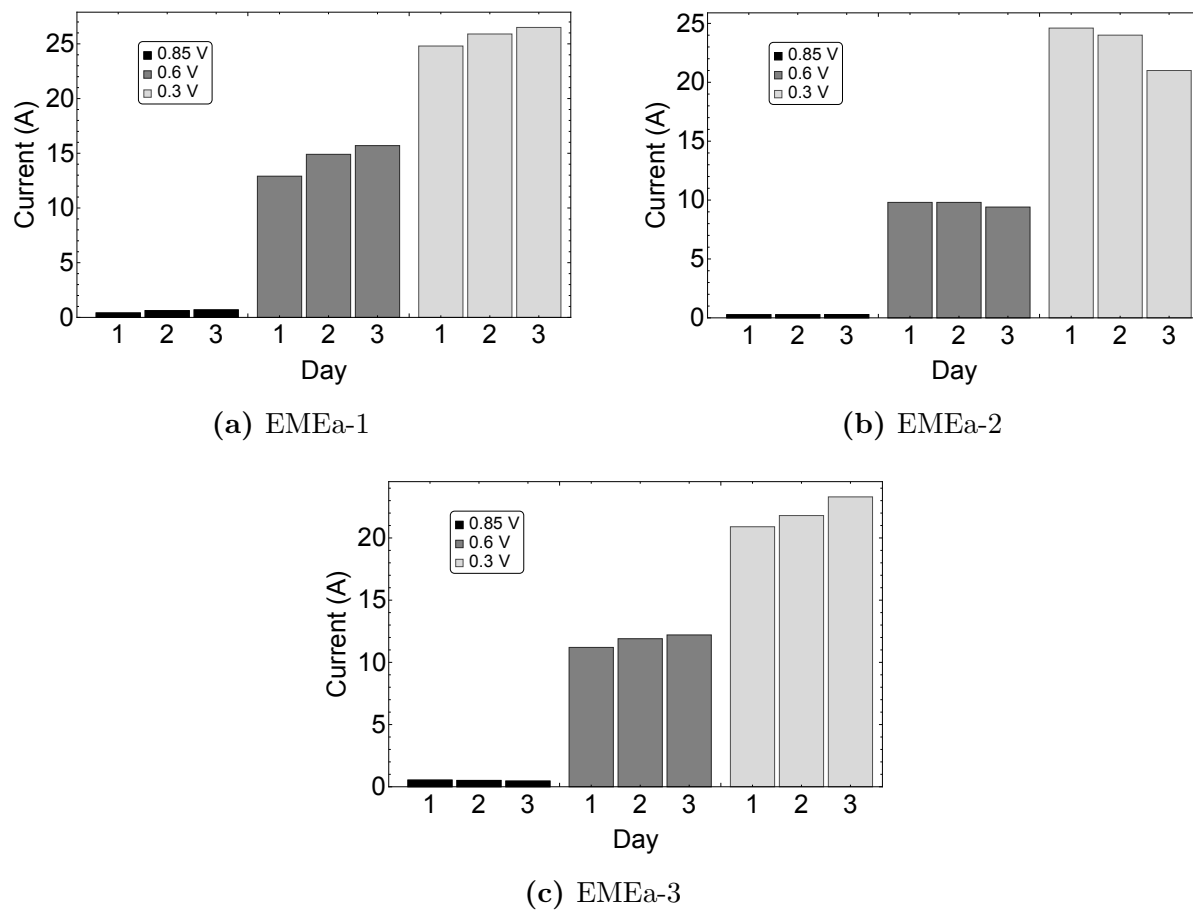 Current (A)
25
20
15
10
5
0
0.85 V
0.6 V
0.3 V
1 2 3 1 2 3 1 2 3
Day
(a) EMEa-1
Current (A)
25
20
15
10
5
0
0.85 V
0.6 V
0.3 V
1 2 3 1 2 3 1 2 3
Day
(b) EMEa-2
Current (A)
20
15
10
5
0
0.85 V
0.6 V
0.3 V
1 2 3 1 2 3 1 2 3
Day
(c) EMEa-3